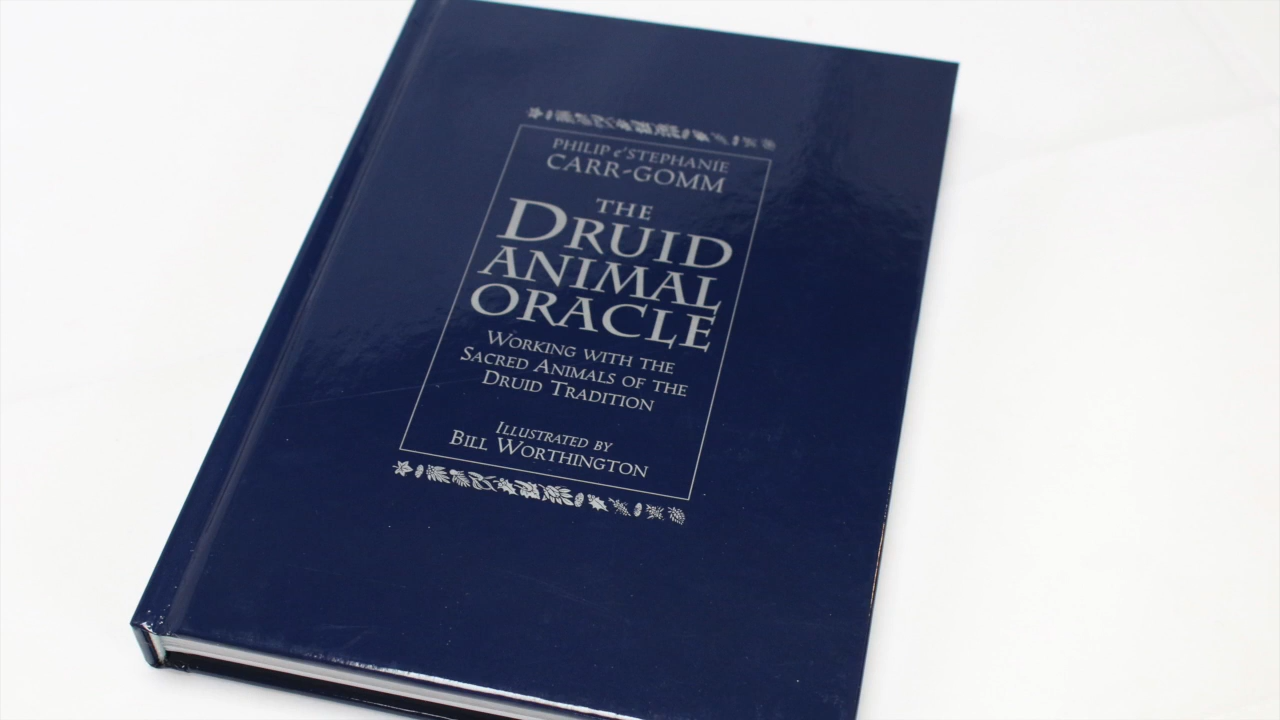 PHILIP & STEPHANIE
CARR-GOMM
THE
DRUID
ANIMAL
ORACLE
WORKING WITH THE
SACRED ANIMALS OF THE
DRUID TRADITION
ILLUSTRATED BY
BILL WORTHINGTON